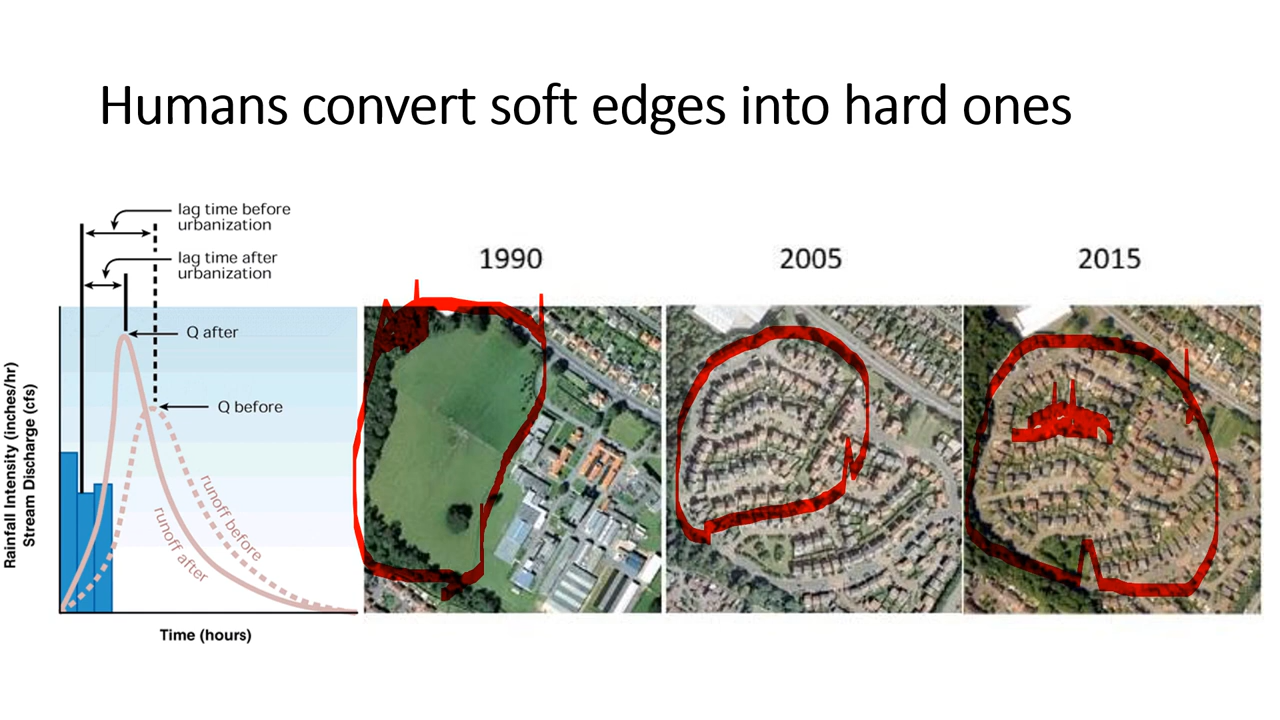 Humans convert soft edges into hard ones
lag time before
urbanization
lag time after
urbanization
Q after
Q before
runoff before
runoff after
Rainfall Intensity (inches/hr)
Stream Discharge (cfs)
Time (hours)
1990
2005
2015